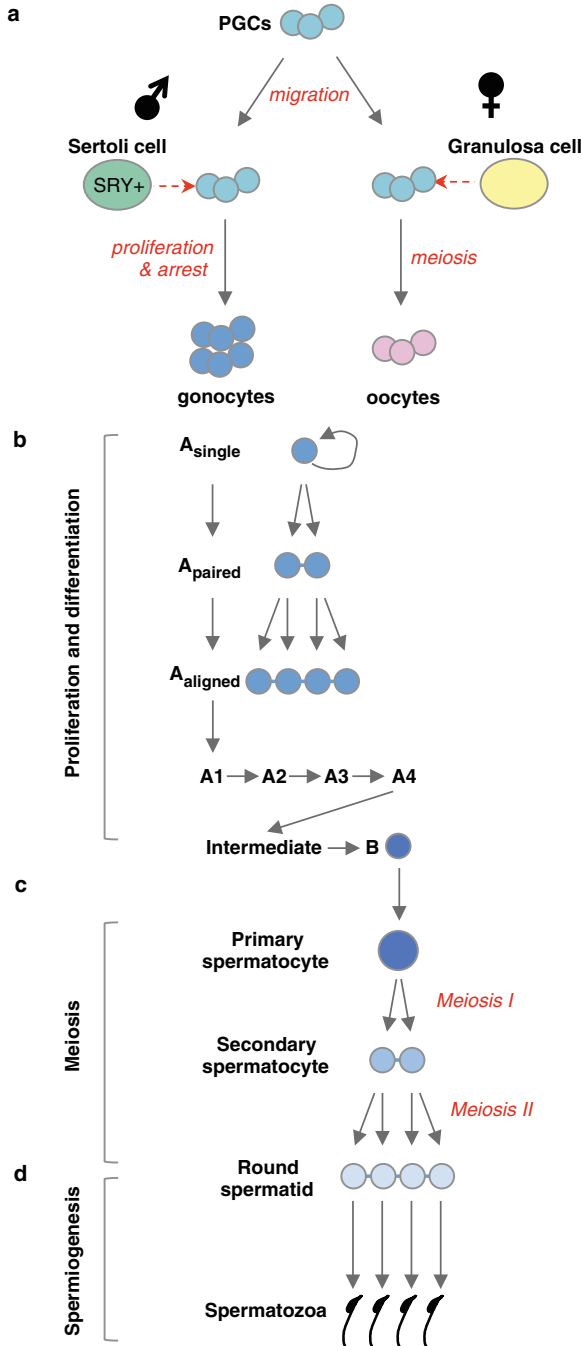 a
PGCs
migration
Sertoli cell
Granulosa cell
SRY+
proliferation
& arrest
meiosis
gonocytes
oocytes
b
Proliferation and differentiation
Asingle
Apaired
Aaligned
A1 A2 A3 A4
Intermediate B
c
Meiosis
Primary
spermatocyte
Meiosis I
Secondary
spermatocyte
Meiosis II
d
Spermiogenesis
Round
spermatid
Spermatozoa